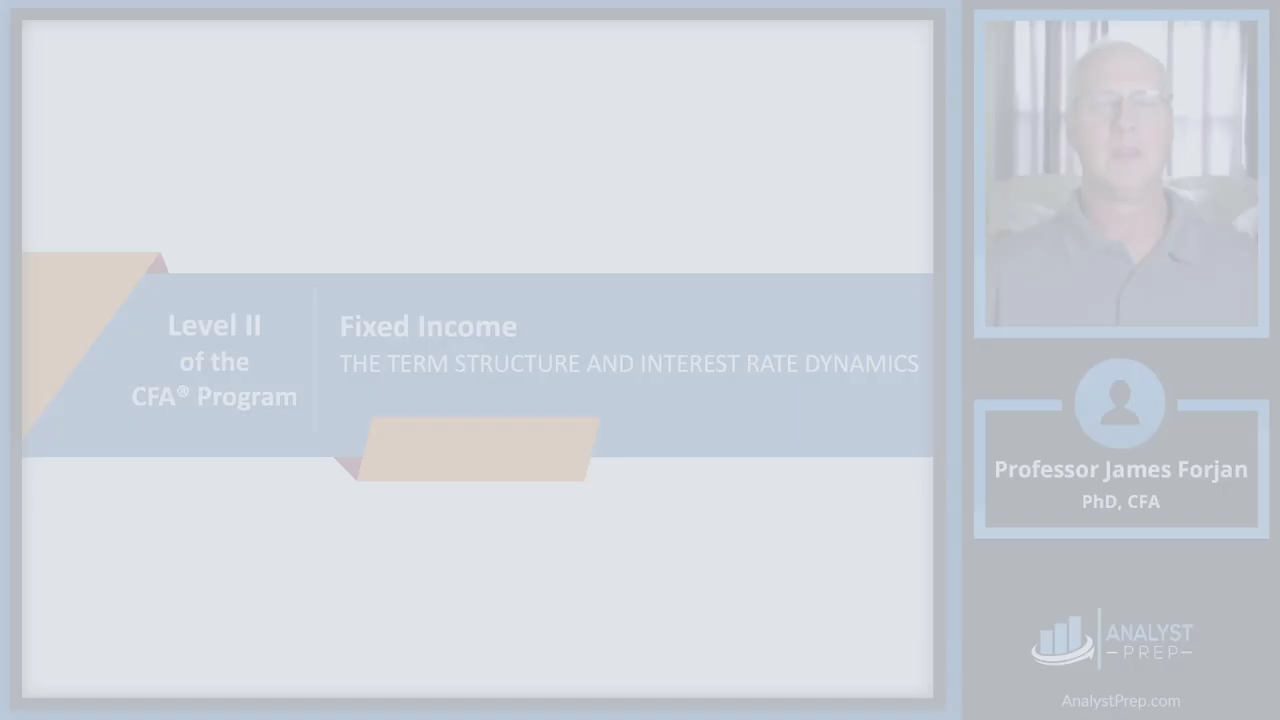 Level II
of the
CFA® Program
Fixed Income
THE TERM STRUCTURE AND INTEREST RATE DYNAMICS
Professor James Forjan
PhD, CFA
ANALYST
–PREP–
AnalystPrep.com